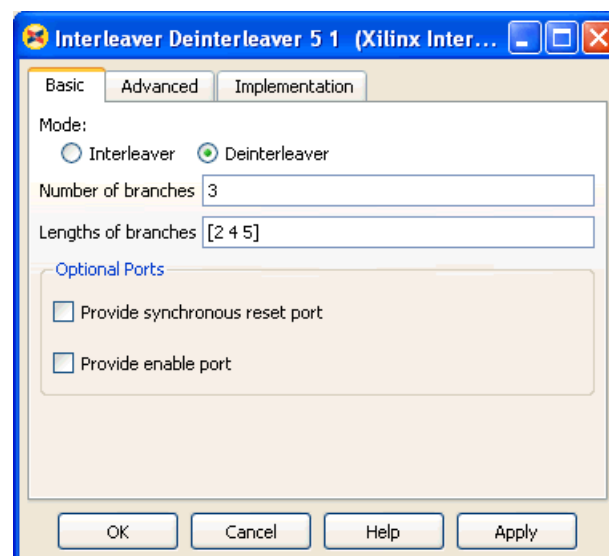 Interleaver Deinterleaver 5 1 (Xilinx Inter...
Basic Advanced Implementation
Mode:
Interleaver Deinterleaver
Number of branches 3
Lengths of branches [2 4 5]
Optional Ports
Provide synchronous reset port
Provide enable port
OK Cancel Help Apply